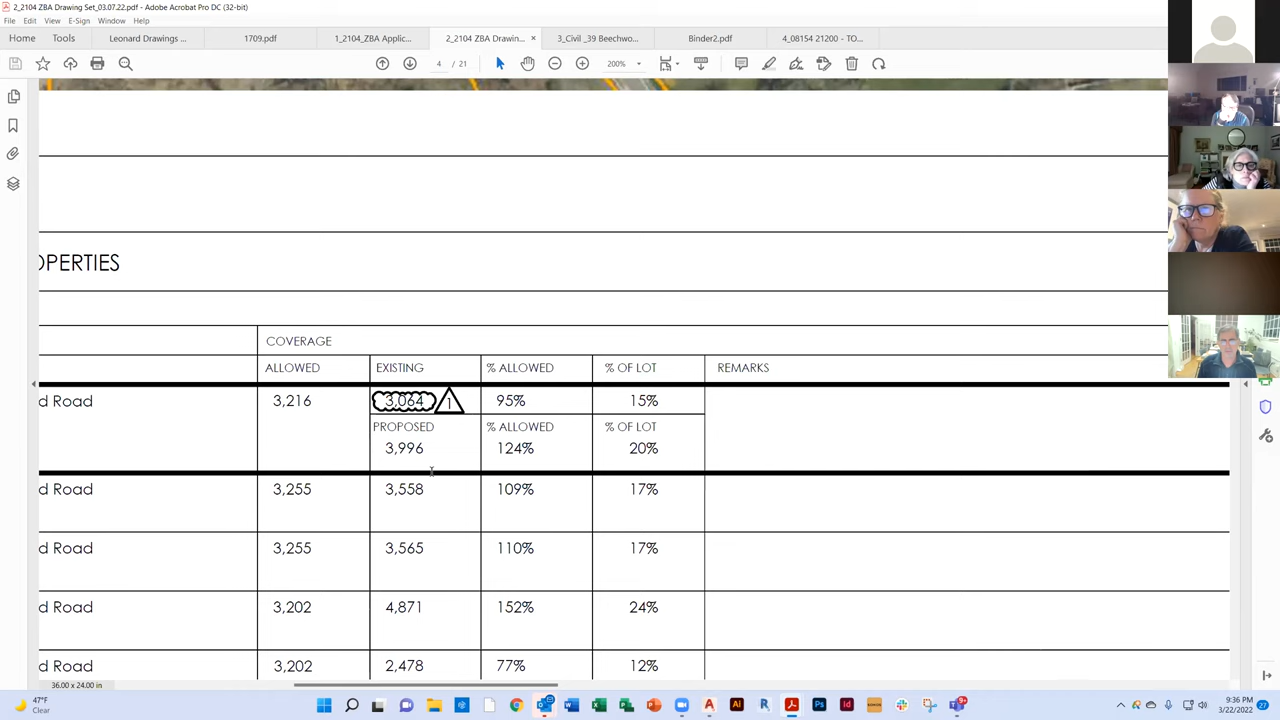 2_2104 ZBA Drawing Set_03.07.22.pdf - Adobe Acrobat Pro DC (32-bit)
File Edit View E-Sign Window Help
Home Tools Leonard Drawings ... 1709.pdf 1_2104_ZBA Applic... 2_2104 ZBA Drawin... × 3_Civil _39 Beechwo... Binder2.pdf 4_08154 21200 - TO...
4 / 21 200%
OPERTIES
COVERAGE
ALLOWED EXISTING % ALLOWED % OF LOT REMARKS
d Road 3,216 3,064 1 95% 15%
PROPOSED % ALLOWED % OF LOT
3,996 124% 20%
d Road 3,255 3,558 109% 17%
d Road 3,255 3,565 110% 17%
d Road 3,202 4,871 152% 24%
d Road 3,202 2,478 77% 12%
36.00 x 24.00 in
47°F
Clear
9:36 PM
3/22/2022
27